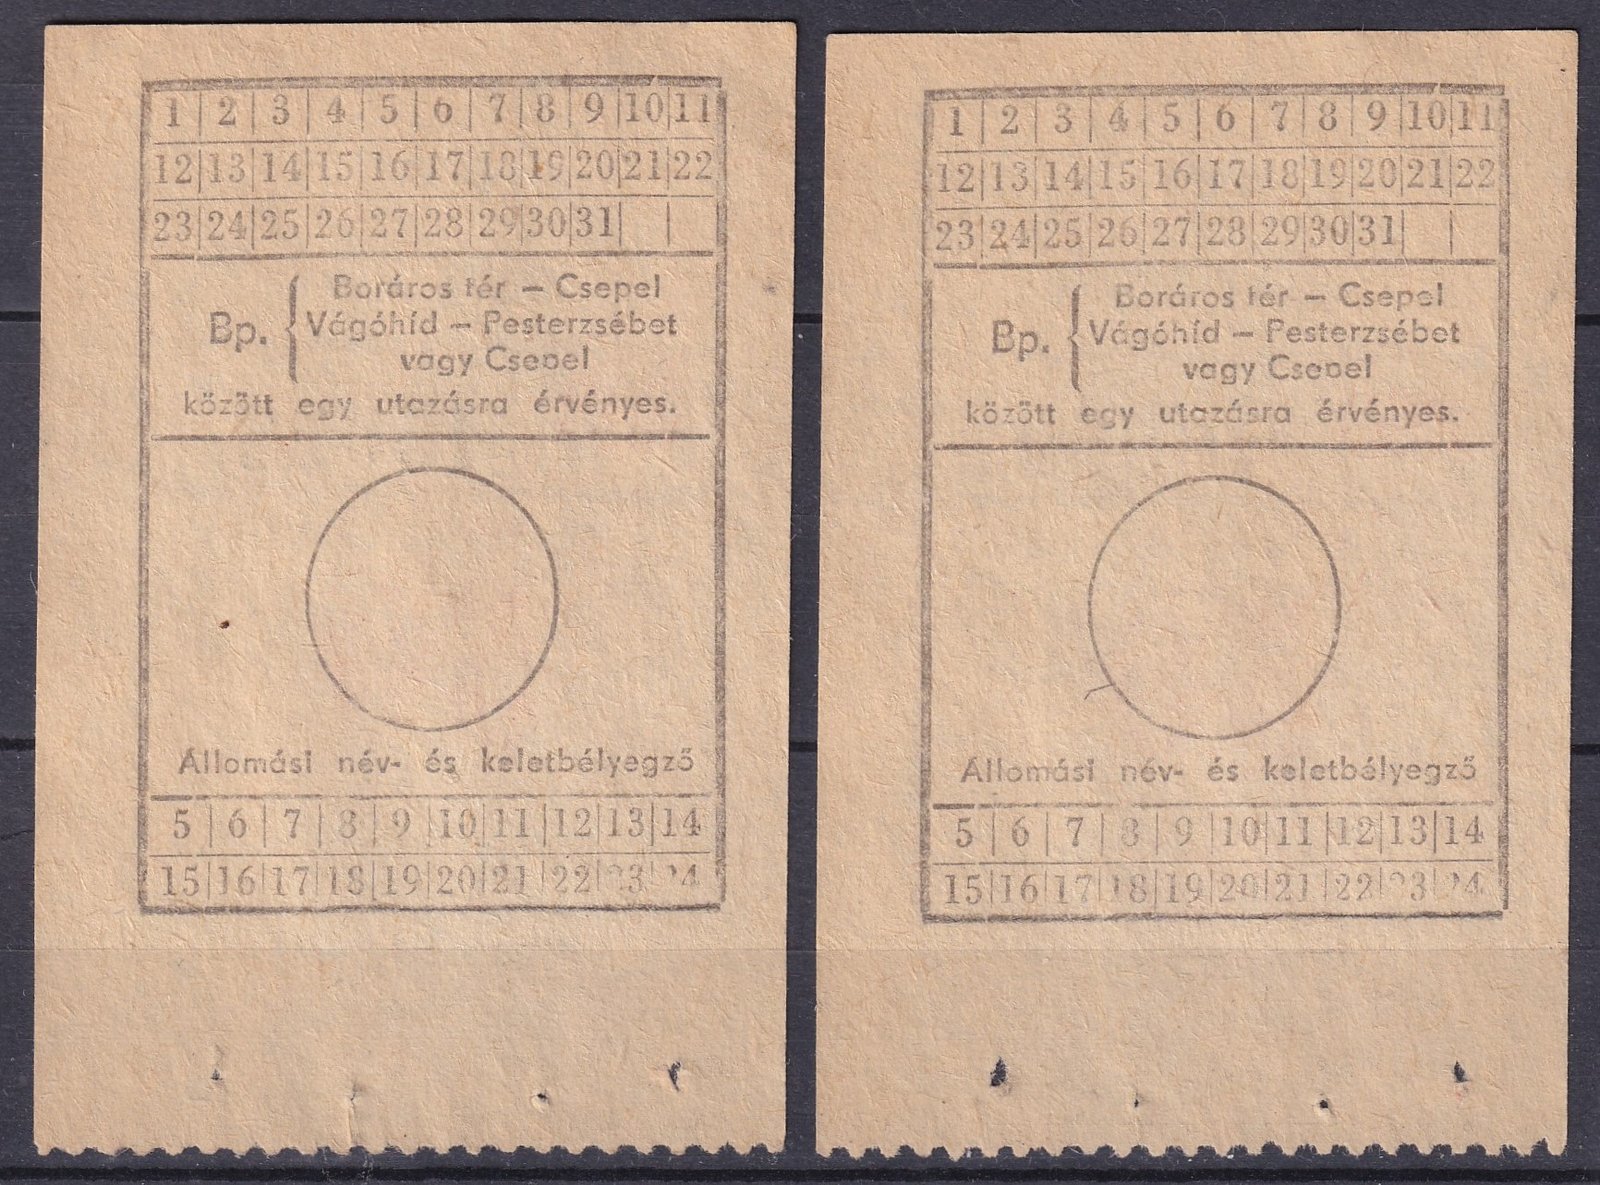 1 2 3 4 5 6 7 8 9 10 11
12 13 14 15 16 17 18 19 20 21 22
23 24 25 26 27 28 29 30 31
Boráros tér – Csepel
Bp. { Vágóhíd – Pesterzsébet
vagy Csepel
között egy utazásra érvényes.
Állomási név- és keletbélyegző
5 6 7 8 9 10 11 12 13 14
15 16 17 18 19 20 21 22 23 24
1 2 3 4 5 6 7 8 9 10 11
12 13 14 15 16 17 18 19 20 21 22
23 24 25 26 27 28 29 30 31
Boráros tér – Csepel
Bp. { Vágóhíd – Pesterzsébet
vagy Csepel
között egy utazásra érvényes.
Állomási név- és keletbélyegző
5 6 7 8 9 10 11 12 13 14
15 16 17 18 19 20 21 22 23 24